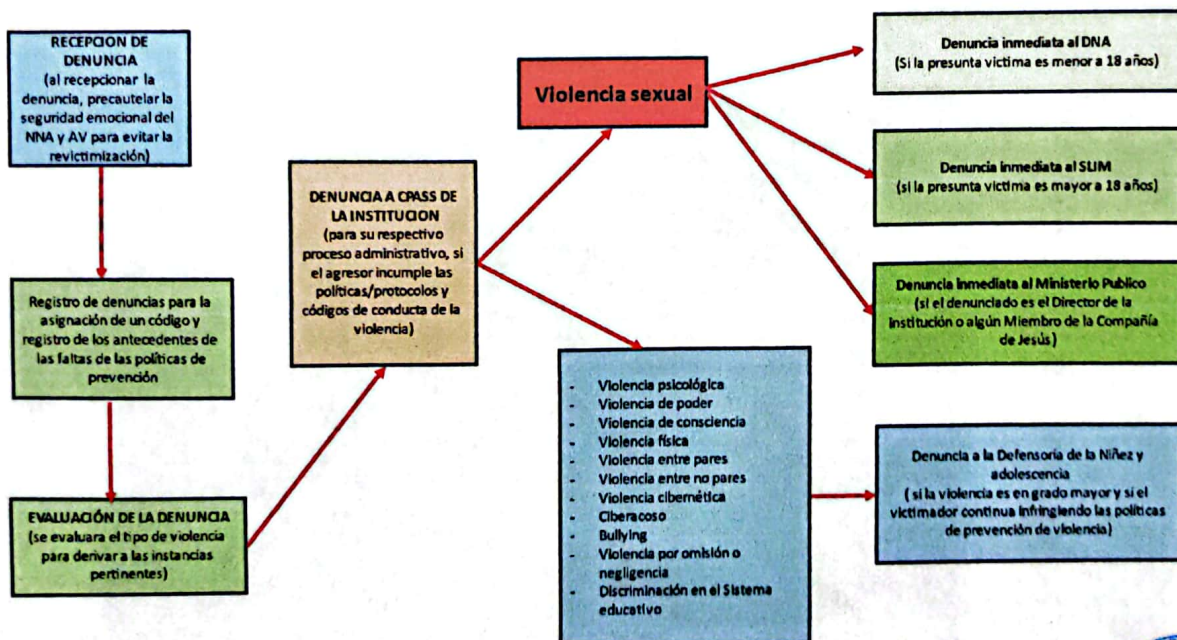 RECEPCION DE
DENUNCIA
(al recepcionar la
denuncia, precautelar la
seguridad emocional del
NNA y AV para evitar la
revictimización)
Registro de denuncias para la
asignación de un código y
registro de los antecedentes de
las faltas de las políticas de
prevención
EVALUACIÓN DE LA DENUNCIA
(se evaluara el tipo de violencia
para derivar a las instancias
pertinentes)
DENUNCIA A CPASS DE
LA INSTITUCION
(para su respectivo
proceso administrativo, si
el agresor incumple las
políticas/protocolos y
códigos de conducta de la
violencia)
Violencia sexual
- Violencia psicológica
- Violencia de poder
- Violencia de consciencia
- Violencia física
- Violencia entre pares
- Violencia entre no pares
- Violencia cibernética
- Ciberacoso
- Bullying
- Violencia por omisión o
negligencia
- Discriminación en el Sistema
educativo
Denuncia inmediata al DNA
(Si la presunta victima es menor a 18 años)
Denuncia inmediata al SLIM
(si la presunta victima es mayor a 18 años)
Denuncia inmediata al Ministerio Publico
(si el denunciado es el Director de la
institución o algún Miembro de la Compañía
de Jesús)
Denuncia a la Defensoría de la Niñez y
adolescencia
( si la violencia es en grado mayor y si el
victimador continua infringiendo las políticas
de prevención de violencia)